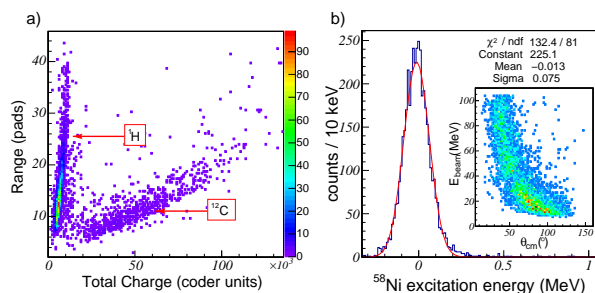 a)
Range (pads)
40
30
20
10
0
50
100
×10³
Total Charge (coder units)
¹H
¹²C
90
80
70
60
50
40
30
20
10
0
b)
counts / 10 keV
250
200
150
100
50
0
0
0.5
1
⁵⁸Ni excitation energy (MeV)
χ² / ndf 132.4 / 81
Constant 225.1
Mean -0.013
Sigma 0.075
E_beam(MeV)
100
80
60
40
20
0
50
100
150
θ_cm(°)